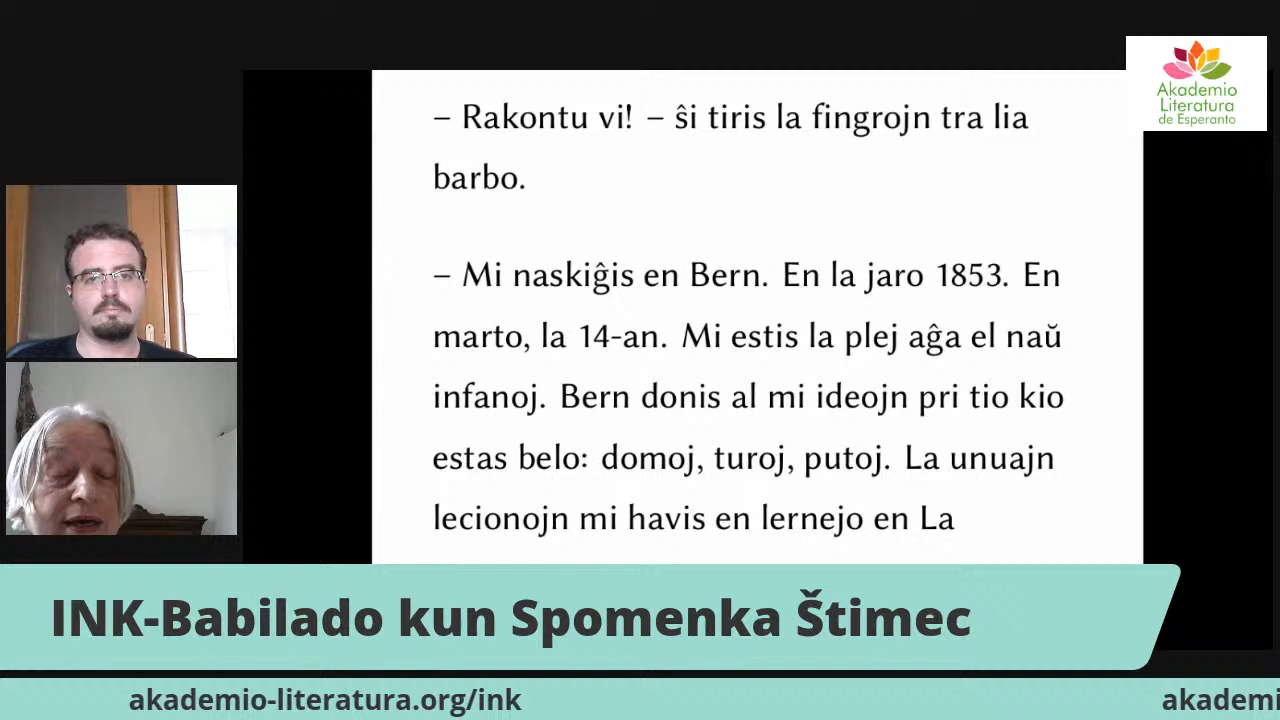 Akademio
Literatura
de Esperanto
– Rakontu vi! – ŝi tiris la fingrojn tra lia
barbo.
– Mi naskiĝis en Bern. En la jaro 1853. En
marto, la 14-an. Mi estis la plej aĝa el naŭ
infanoj. Bern donis al mi ideojn pri tio kio
estas belo: domoj, turoj, putoj. La unuajn
lecionojn mi havis en lernejo en La
INK-Babilado kun Spomenka Štimec
akademio-literatura.org/ink
akademi